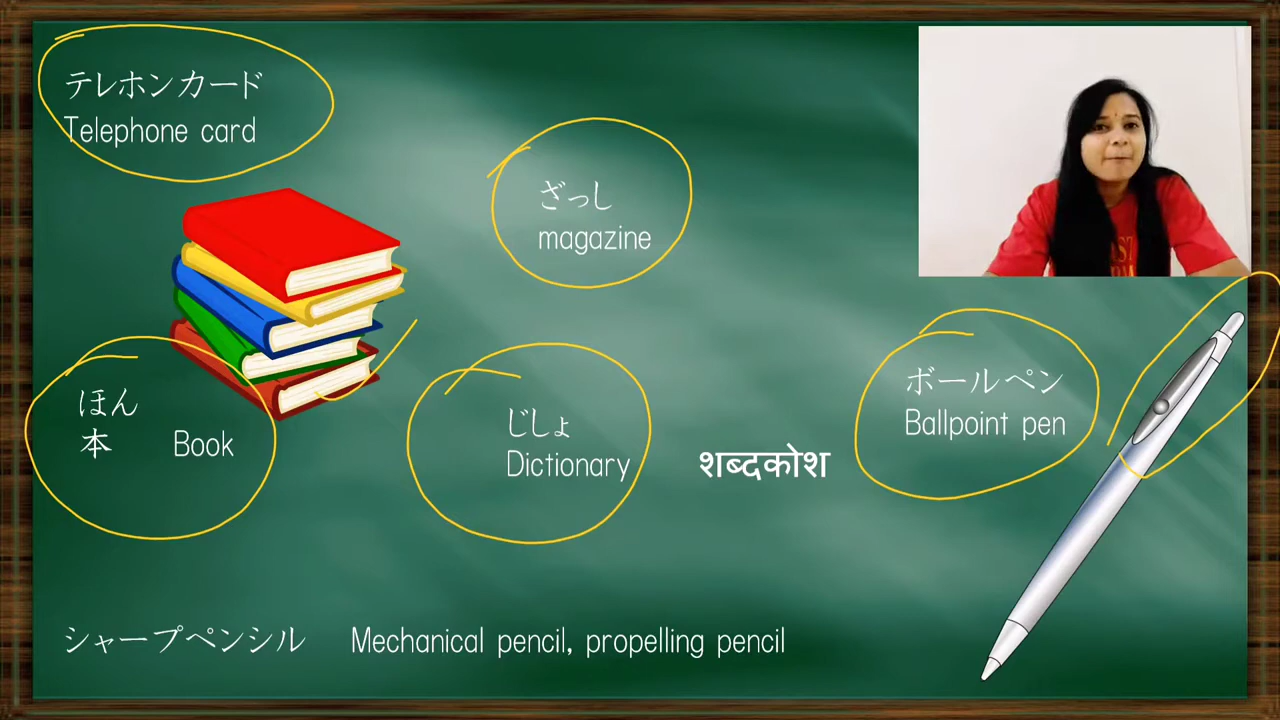 テレホンカード
Telephone card
ざっし
magazine
ほん
本 Book
じしょ
Dictionary
शब्दकोश
ボールペン
Ballpoint pen
シャープペンシル Mechanical pencil, propelling pencil